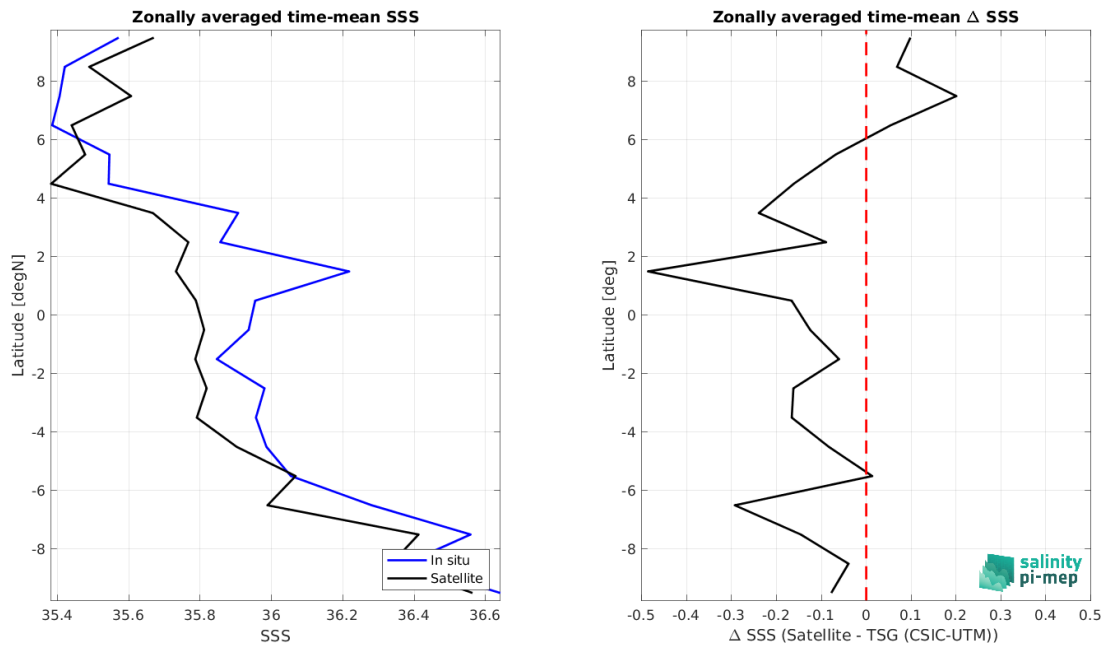 Zonally averaged time-mean SSS
8
6
4
2
0
-2
-4
-6
-8
Latitude [degN]
35.4 35.6 35.8 36 36.2 36.4 36.6
SSS
In situ
Satellite
Zonally averaged time-mean Δ SSS
8
6
4
2
0
-2
-4
-6
-8
Latitude [deg]
-0.5 -0.4 -0.3 -0.2 -0.1 0 0.1 0.2 0.3 0.4 0.5
Δ SSS (Satellite - TSG (CSIC-UTM))
salinity
pi-mep